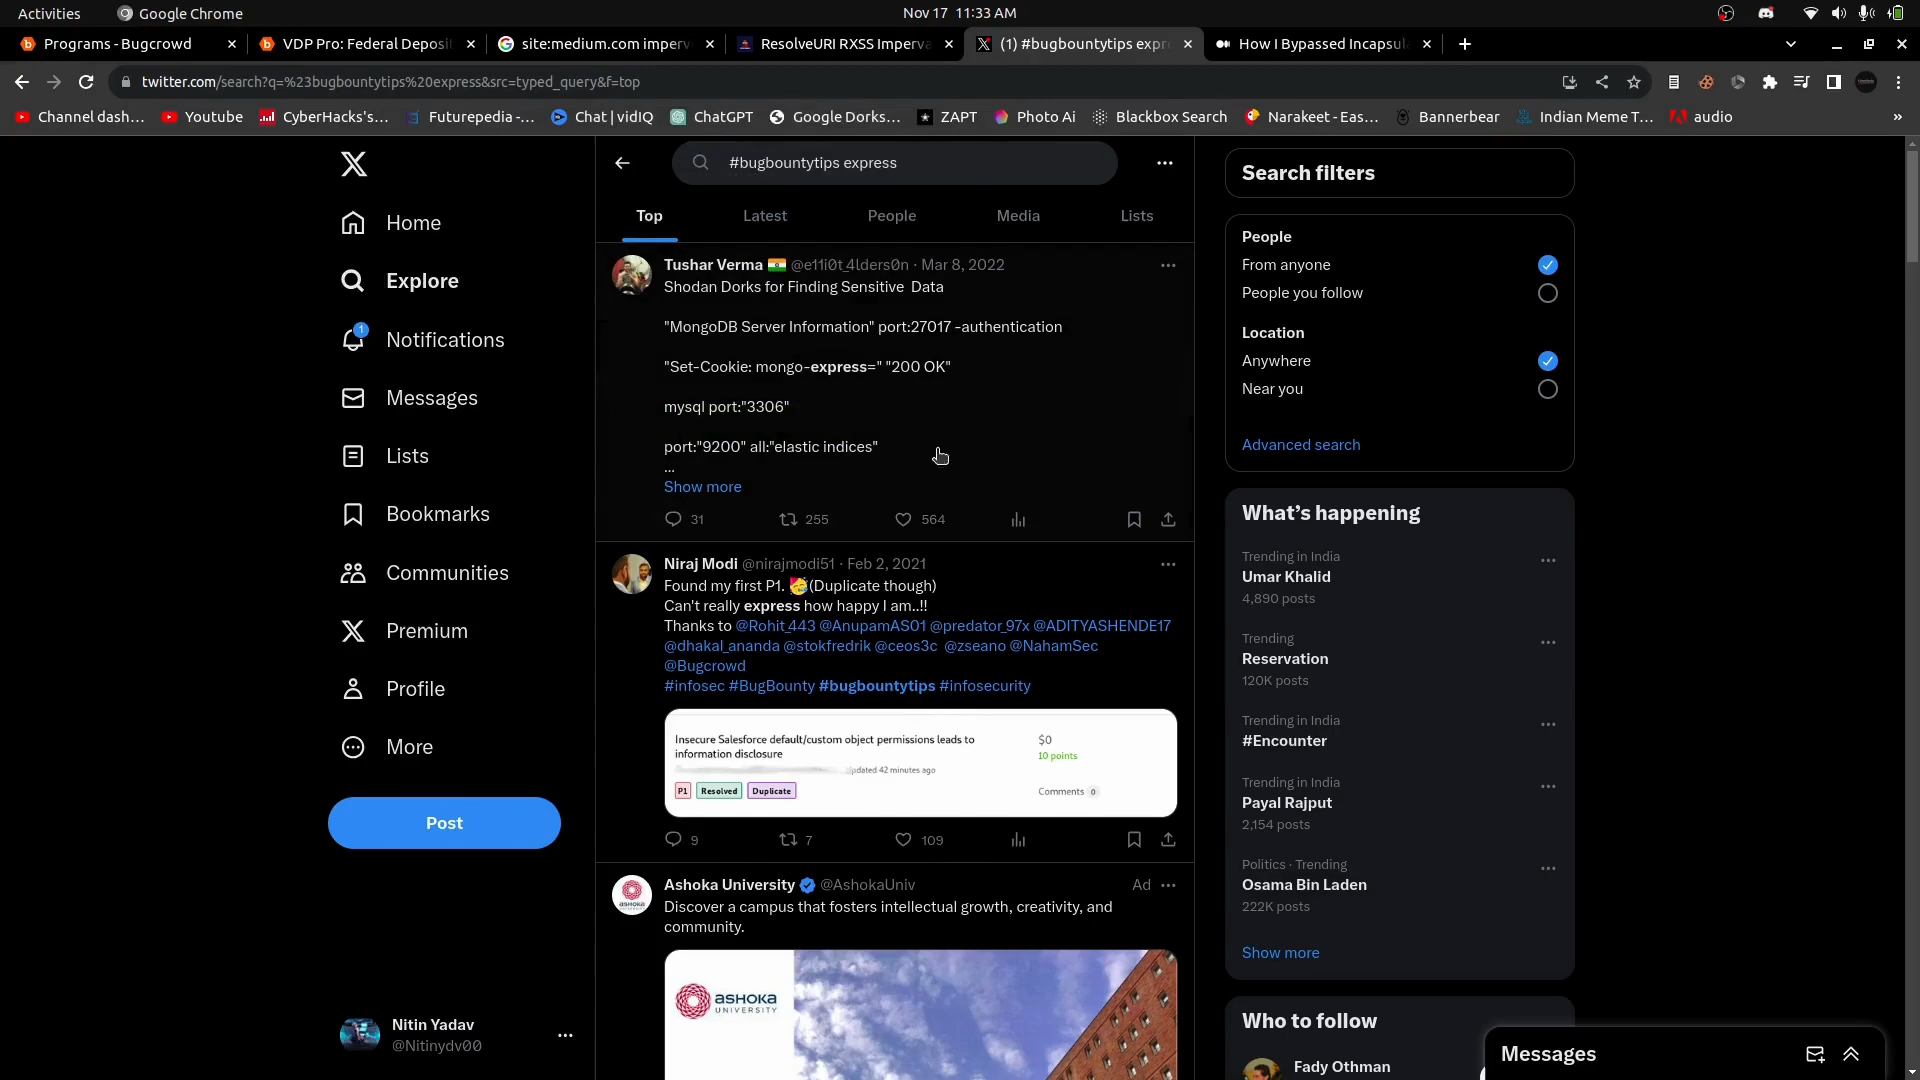 Activities
Google Chrome
Nov 17 11:33 AM
Programs - Bugcrowd
VDP Pro: Federal Deposit
site:medium.com imperv
ResolveURI RXSS Imperva
(1) #bugbountytips expr
How I Bypassed Incapsul
twitter.com/search?q=%23bugbountytips%20express&src=typed_query&f=top
Channel dash...
YouTube
CyberHacks's...
Futurepedia -...
Chat | vidIQ
ChatGPT
Google Dorks...
ZAPT
Photo Ai
Blackbox Search
Narakeet - Eas...
Bannerbear
Indian Meme T...
audio
»
Home
Explore
1
Notifications
Messages
Lists
Bookmarks
Communities
Premium
Profile
More
Post
Nitin Yadav
@Nitinydv00
#bugbountytips express
Top
Latest
People
Media
Lists
Tushar Verma 🇮🇳 @e11i0t_4lders0n · Mar 8, 2022
Shodan Dorks for Finding Sensitive Data
"MongoDB Server Information" port:27017 -authentication
"Set-Cookie: mongo-express=" "200 OK"
mysql port:"3306"
port:"9200" all:"elastic indices"
...
Show more
31
255
564
Niraj Modi @nirajmodi51 · Feb 2, 2021
Found my first P1. 🥳(Duplicate though)
Can't really express how happy I am..!!
Thanks to @Rohit_443 @AnupamAS01 @predator_97x @ADITYASHENDE17
@dhakal_ananda @stokfredrik @ceos3c @zseano @NahamSec
@Bugcrowd
#infosec #BugBounty #bugbountytips #infosecurity
Insecure Salesforce default/custom object permissions leads to
information disclosure
$0
10 points
updated 42 minutes ago
P1
Resolved
Duplicate
Comments 0
9
7
109
Ashoka University @AshokaUniv
Ad
Discover a campus that fosters intellectual growth, creativity, and
community.
ASHOKA
UNIVERSITY
ASHOKA
UNIVERSITY
Search filters
People
From anyone
People you follow
Location
Anywhere
Near you
Advanced search
What's happening
Trending in India
Umar Khalid
4,890 posts
Trending
Reservation
120K posts
Trending in India
#Encounter
Trending in India
Payal Rajput
2,154 posts
Politics · Trending
Osama Bin Laden
222K posts
Show more
Who to follow
Fady Othman
Messages